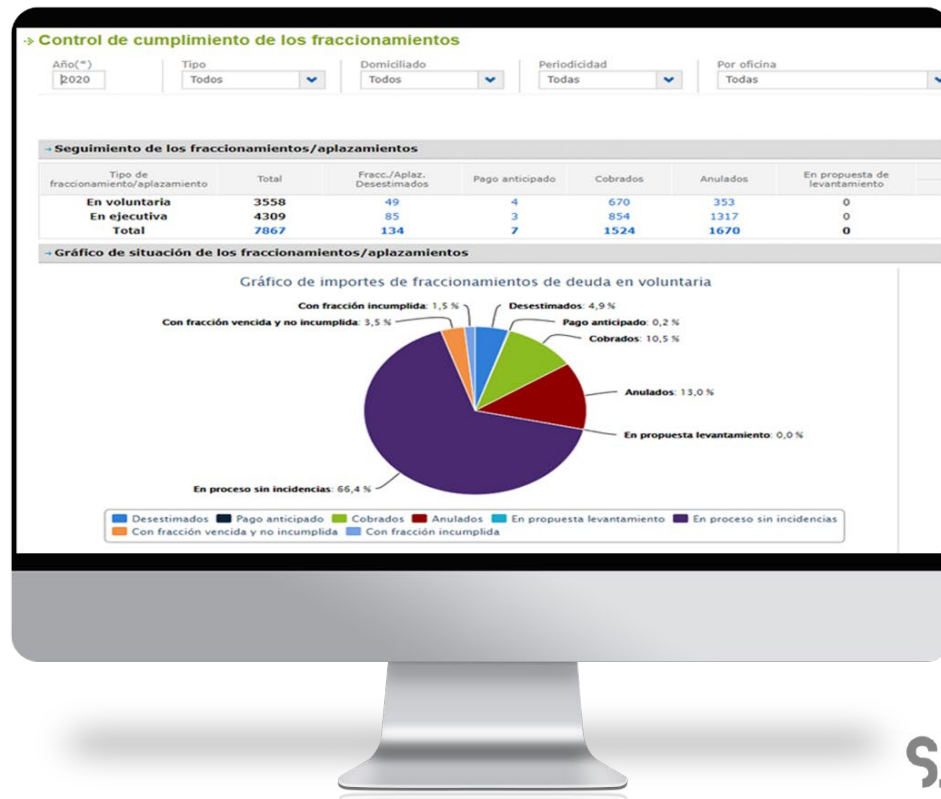 Control de cumplimiento de los fraccionamientos
Año(*) Tipo Domiciliado Periodicidad Por oficina
2020 Todos Todos Todas Todas
Seguimiento de los fraccionamientos/aplazamientos
Tipo de fraccionamiento/aplazamiento Total Fracc./Aplaz. Desestimados Pago anticipado Cobrados Anulados En propuesta de levantamiento
En voluntaria 3558 49 4 670 353 0
En ejecutiva 4309 85 3 854 1317 0
Total 7867 134 7 1524 1670 0
Gráfico de situación de los fraccionamientos/aplazamientos
Gráfico de importes de fraccionamientos de deuda en voluntaria
Con fracción incumplida: 1,5 % Desestimados: 4,9 %
Con fracción vencida y no incumplida: 3,5 % Pago anticipado: 0,2 %
Cobrados: 10,5 %
Anulados: 13,0 %
En propuesta levantamiento: 0,0 %
En proceso sin incidencias: 66,4 %
Desestimados Pago anticipado Cobrados Anulados En propuesta levantamiento En proceso sin incidencias
Con fracción vencida y no incumplida Con fracción incumplida